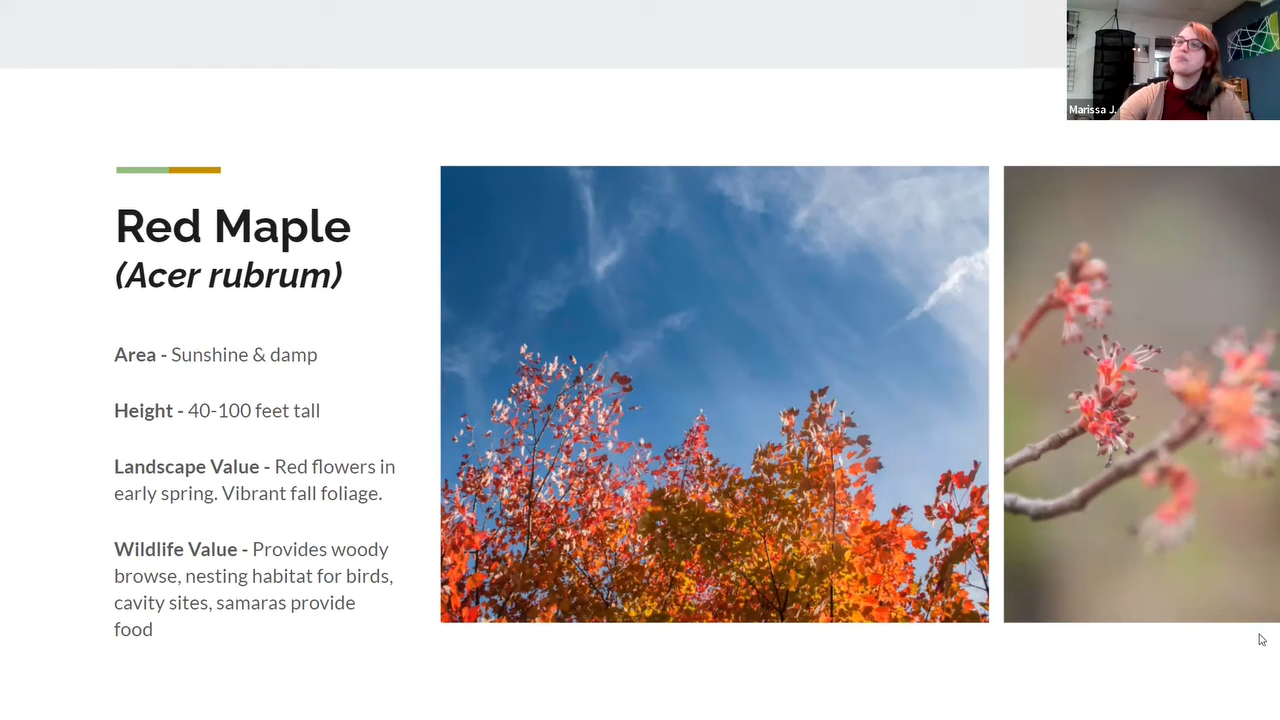 Marissa J.
Red Maple
(Acer rubrum)
Area - Sunshine & damp
Height - 40-100 feet tall
Landscape Value - Red flowers in
early spring. Vibrant fall foliage.
Wildlife Value - Provides woody
browse, nesting habitat for birds,
cavity sites, samaras provide
food